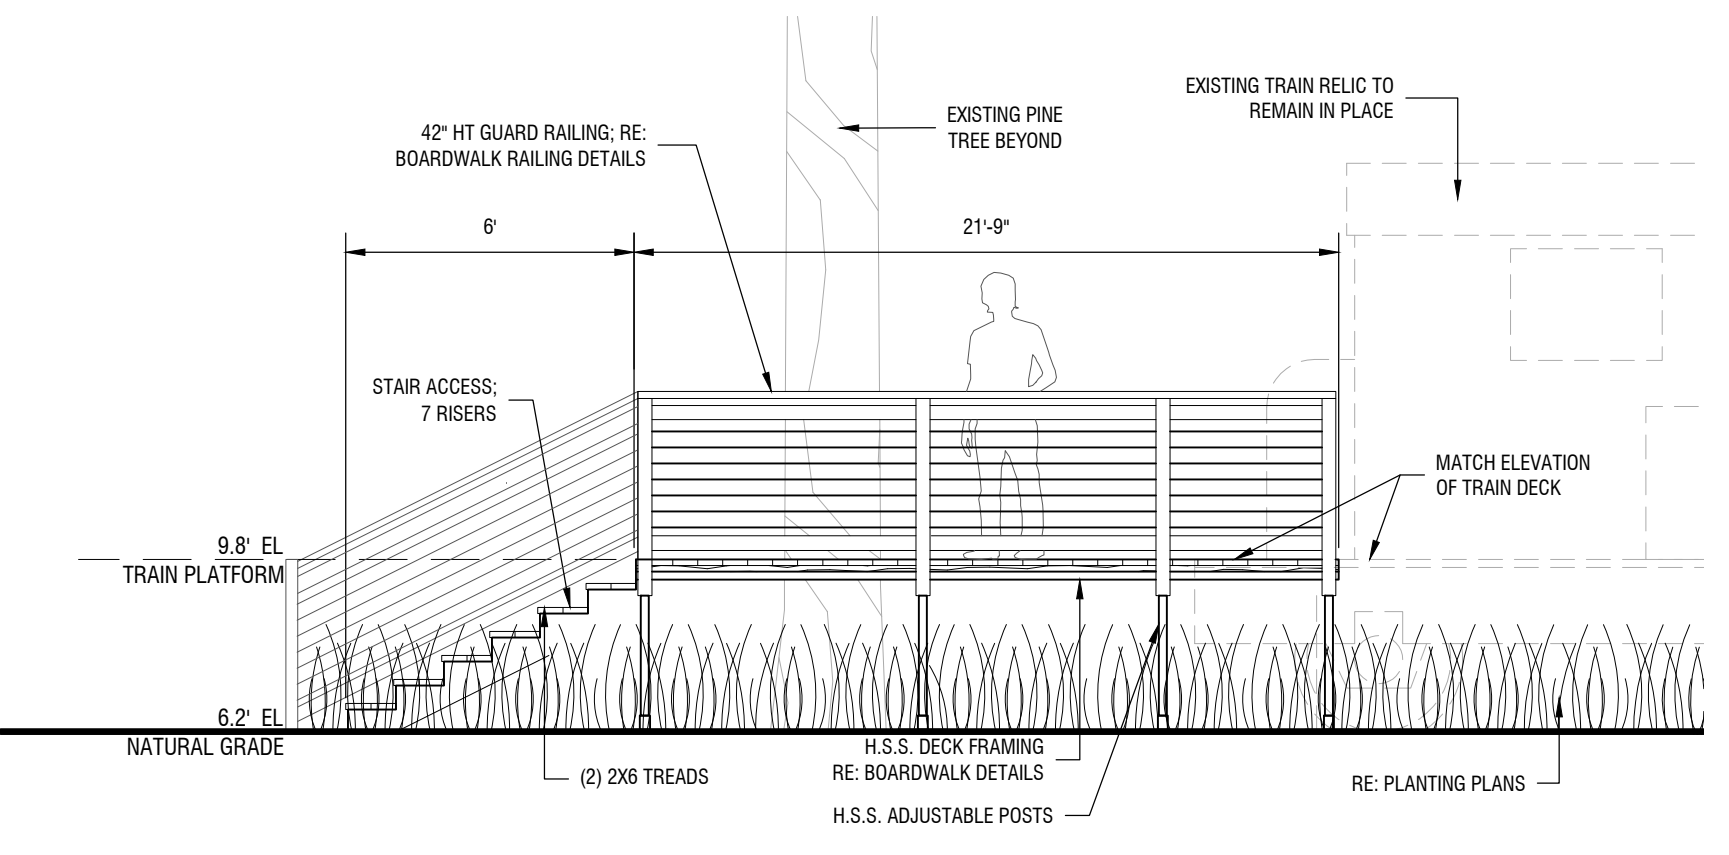 EXISTING TRAIN RELIC TO
REMAIN IN PLACE
EXISTING PINE
TREE BEYOND
42" HT GUARD RAILING; RE:
BOARDWALK RAILING DETAILS
6'
21'-9"
STAIR ACCESS;
7 RISERS
MATCH ELEVATION
OF TRAIN DECK
9.8' EL
TRAIN PLATFORM
6.2' EL
NATURAL GRADE
(2) 2X6 TREADS
H.S.S. DECK FRAMING
RE: BOARDWALK DETAILS
H.S.S. ADJUSTABLE POSTS
RE: PLANTING PLANS